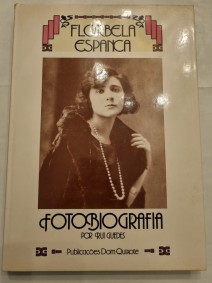 FLORBELA
ESPANCA
FOTOBIOGRAFIA
POR RUI GUEDES
Publicações Dom Quixote